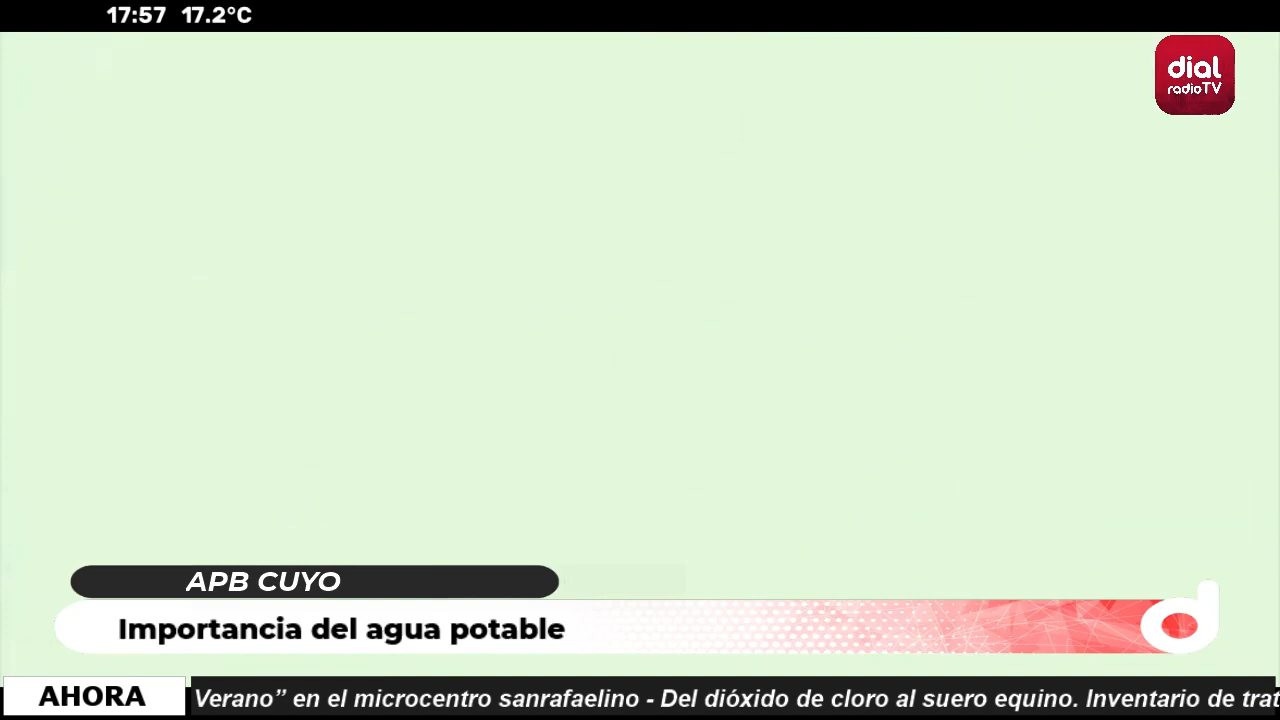 17:57 17.2°C
dial
radioTV
APB CUYO
Importancia del agua potable
d
AHORA
Verano” en el microcentro sanrafaelino - Del dióxido de cloro al suero equino. Inventario de